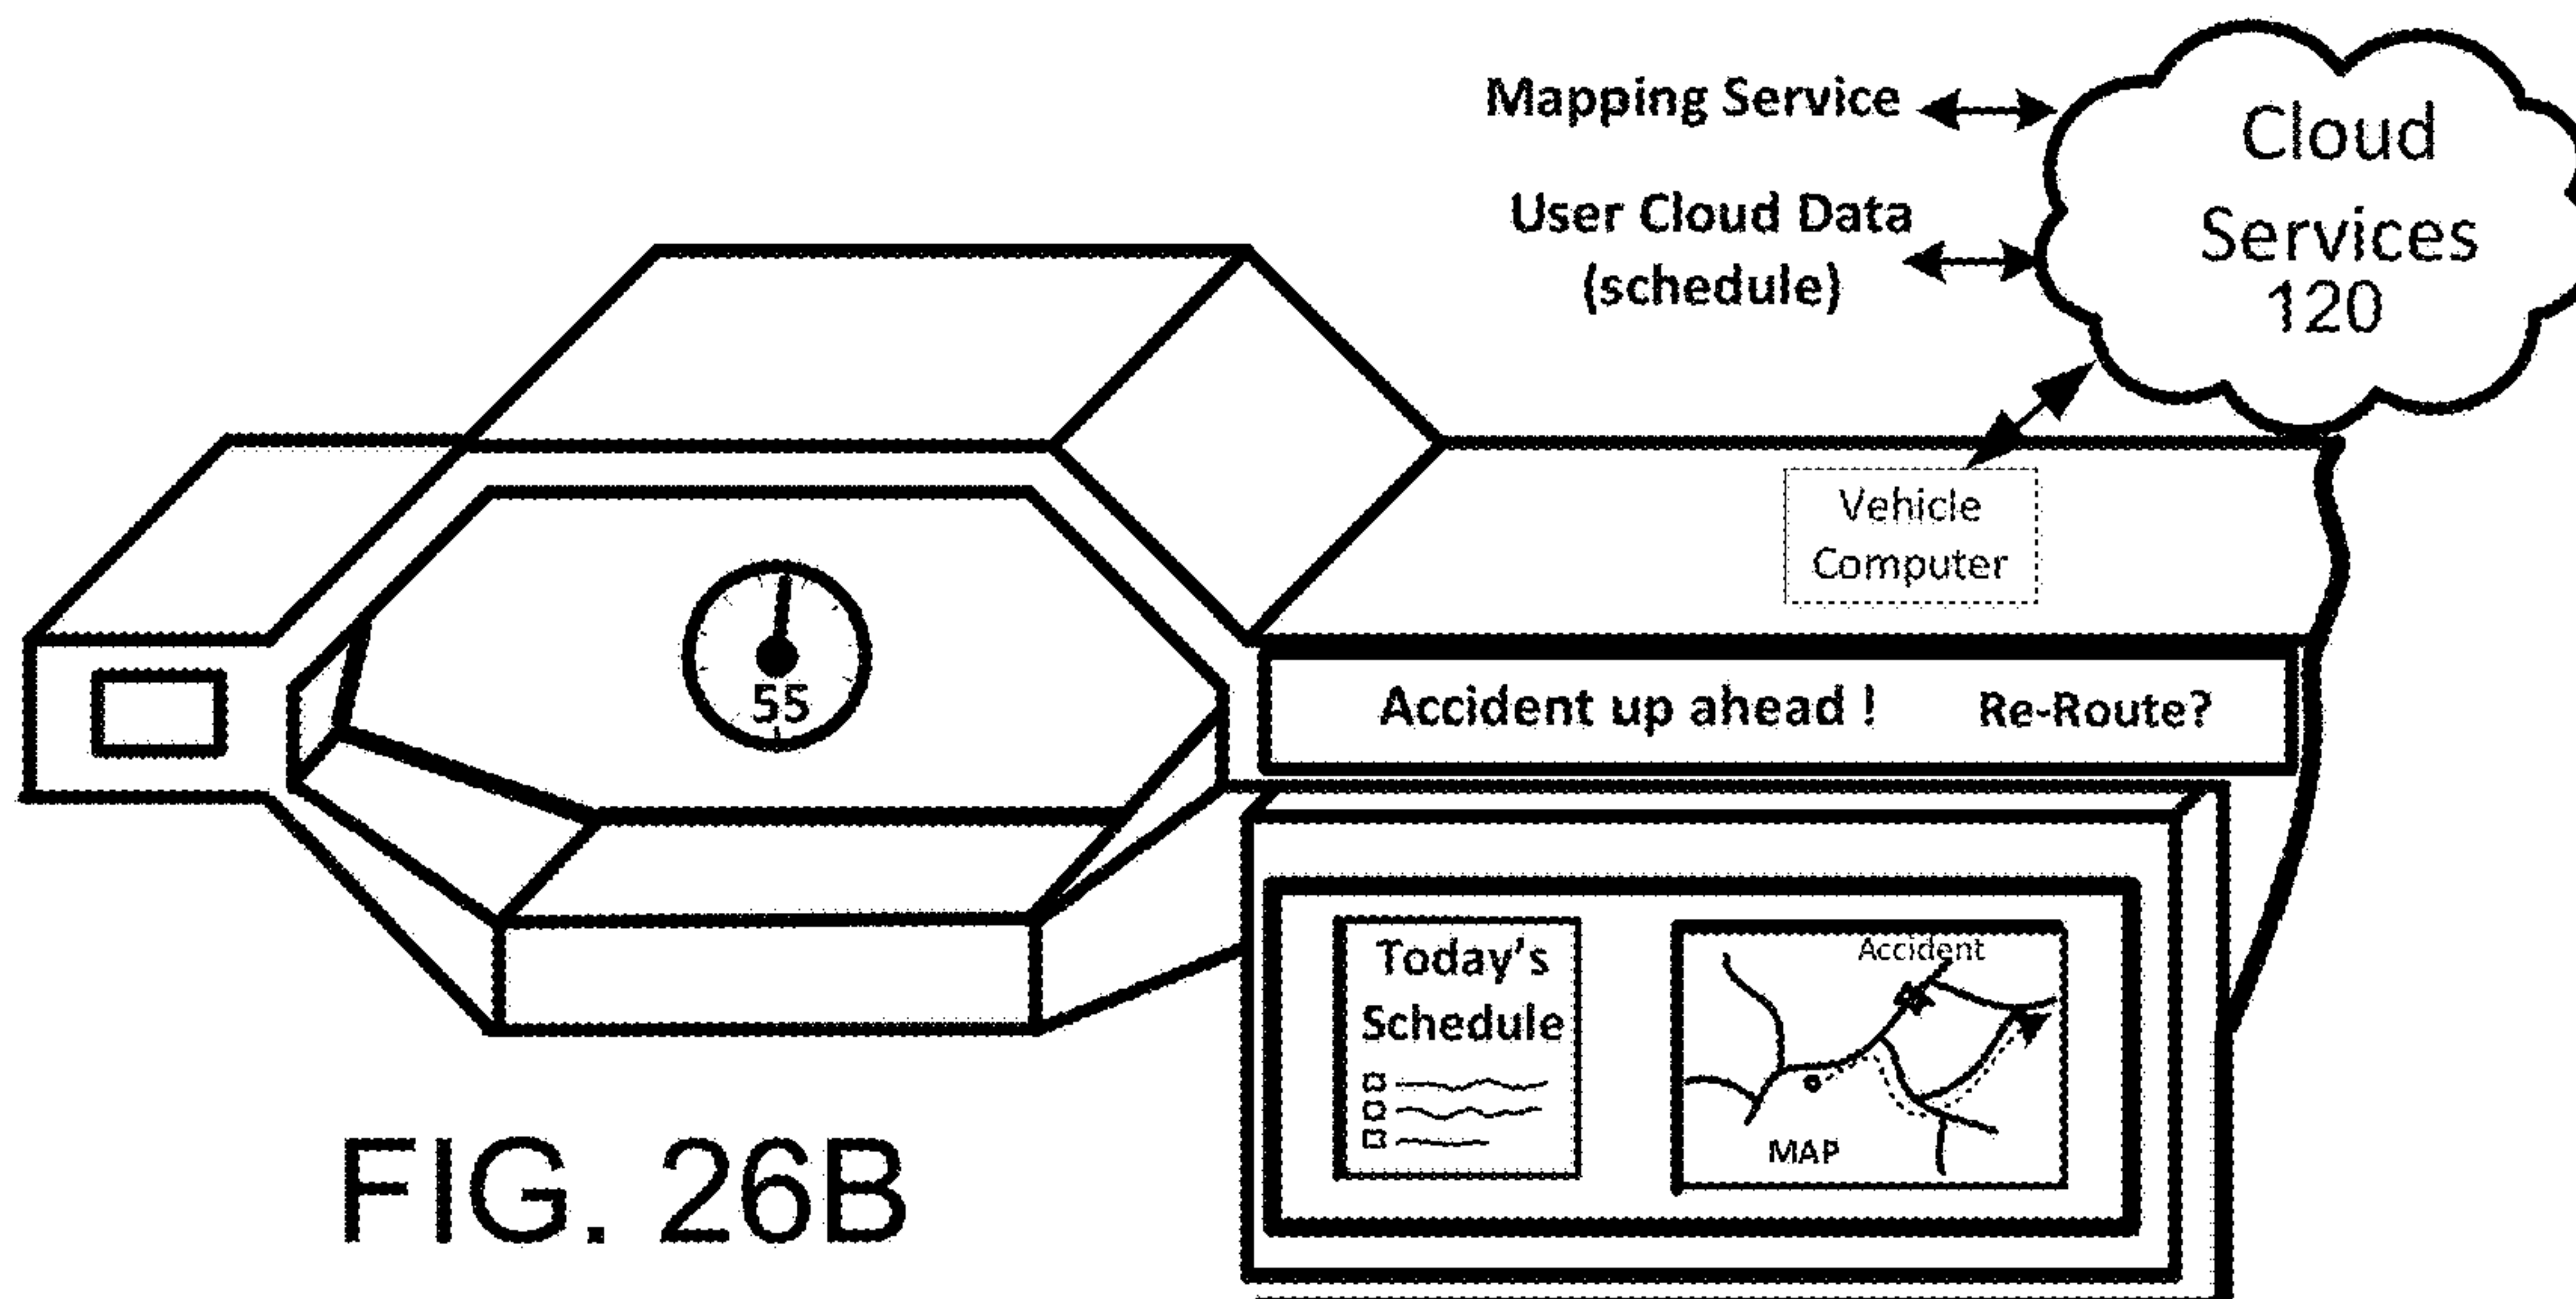 Mapping Service
User Cloud Data
(schedule)
Cloud
Services
120
Vehicle
Computer
55
Accident up ahead ! Re-Route?
Today's
Schedule
Accident
MAP
FIG. 26B